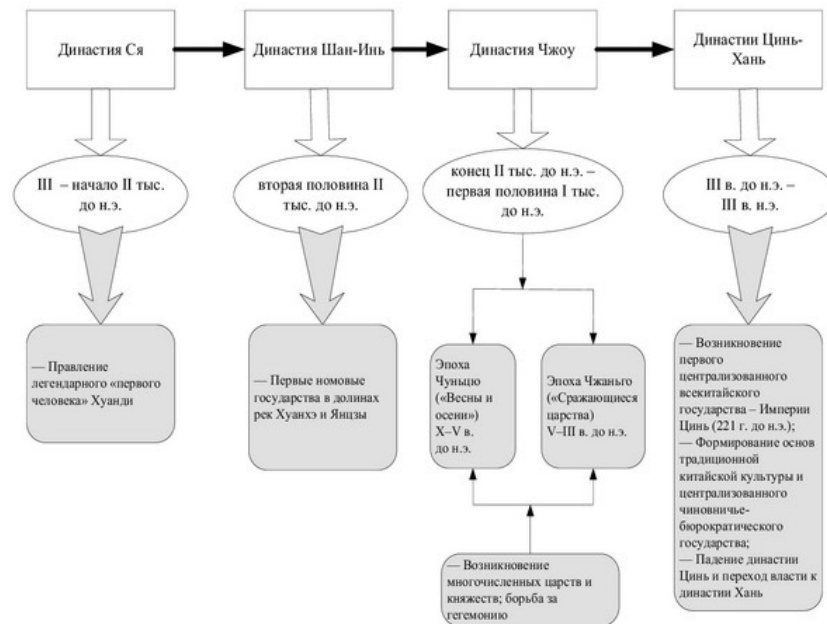 Династия Ся
Династия Шан-Инь
Династия Чжоу
Династии Цинь-
Хань
III – начало II тыс.
до н.э.
вторая половина II
тыс. до н.э.
конец II тыс. до н.э. –
первая половина I тыс.
до н.э.
III в. до н.э. –
III в. н.э.
— Правление
легендарного «первого
человека» Хуанди
— Первые номовые
государства в долинах
рек Хуанхэ и Янцзы
Эпоха
Чуньцю
(«Весны и
осени»)
X–V в.
до н.э.
Эпоха Чжаньго
(«Сражающиеся
царства)
V–III в. до н.э.
— Возникновение
многочисленных царств и
княжеств; борьба за
гегемонию
— Возникновение
первого
централизованного
всекитайского
государства – Империи
Цинь (221 г. до н.э.);
— Формирование основ
традиционной
китайской культуры и
централизованного
чиновничье-
бюрократического
государства;
— Падение династии
Цинь и переход власти к
династии Хань